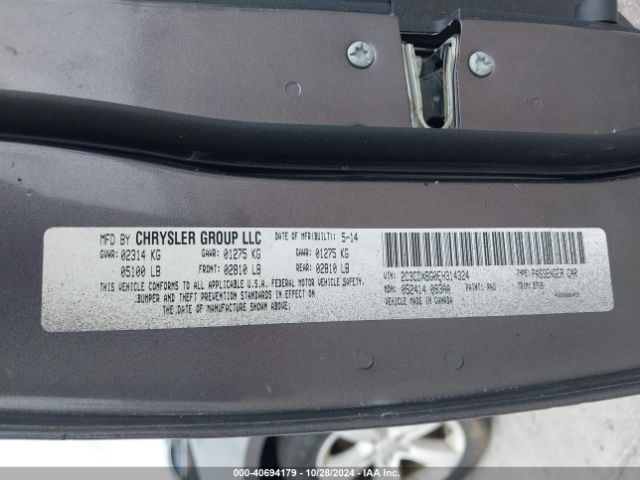 MFD BY CHRYSLER GROUP LLC DATE OF MFR(BUILT): 5-14
GVWR: 02314 KG GAWR: 01275 KG GAWR: 01275 KG
05100 LB FRONT: 02810 LB REAR: 02810 LB
THIS VEHICLE CONFORMS TO ALL APPLICABLE U.S.A. FEDERAL MOTOR VEHICLE SAFETY,
BUMPER AND THEFT PREVENTION STANDARDS IN EFFECT ON THE
DATE OF MANUFACTURE SHOWN ABOVE.
VIN: 2C3CDXBG0EH314324 TYPE: PASSENGER CAR
MDH: 052414 083AA PAINT: PAU TRIM:
VEHICLE MADE IN CANADA
000-40694179 | 10/28/2024 | IAA Inc.